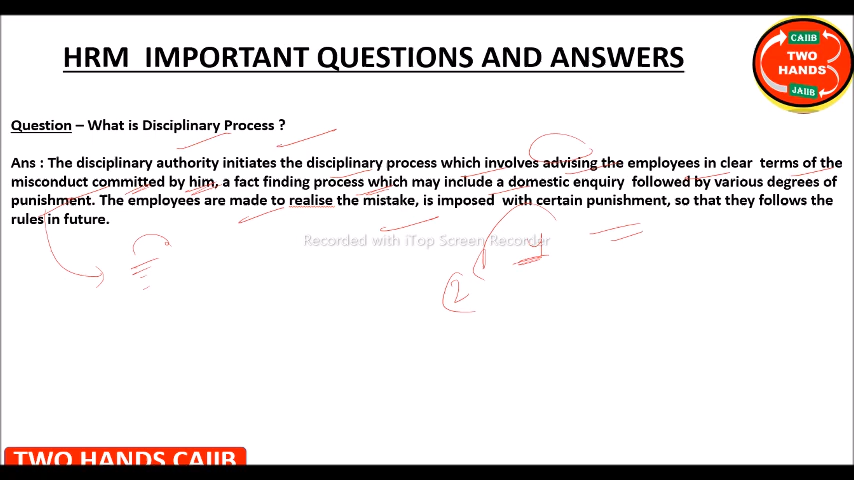 HRM IMPORTANT QUESTIONS AND ANSWERS
CAIIB
TWO
HANDS
JAIIB
Question – What is Disciplinary Process ?
Ans : The disciplinary authority initiates the disciplinary process which involves advising the employees in clear terms of the
misconduct committed by him, a fact finding process which may include a domestic enquiry followed by various degrees of
punishment. The employees are made to realise the mistake, is imposed with certain punishment, so that they follows the
rules in future.
Recorded with iTop Screen Recorder
2
TWO HANDS CAIIB